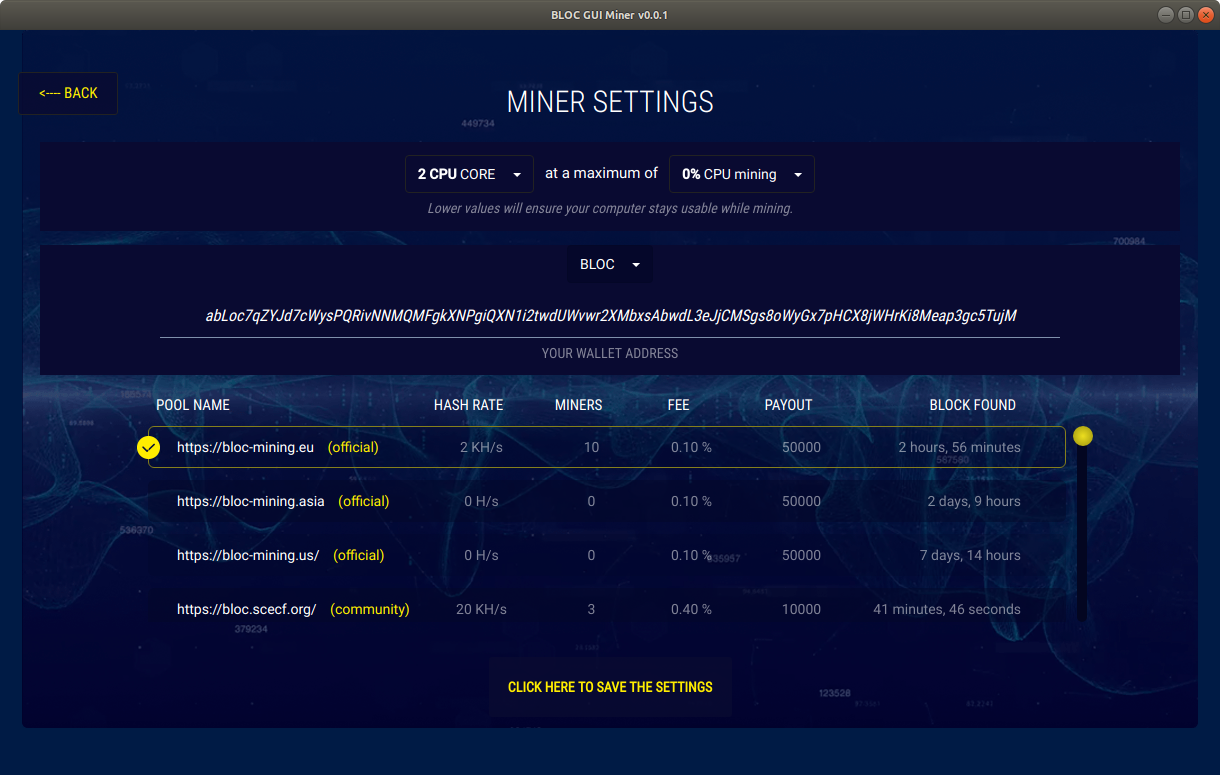 BLOC GUI Miner v0.0.1
<---- BACK
MINER SETTINGS
449734
2 CPU CORE at a maximum of 0% CPU mining
Lower values will ensure your computer stays usable while mining.
700984
BLOC
abLoc7qZYJd7cWysPQRivNNMQMFgkXNPgiQXN1i2twdUWvwr2XMbxsAbwdL3eJjCMSgs8oWyGx7pHCX8jWHrKi8Meap3gc5TujM
YOUR WALLET ADDRESS
POOL NAME HASH RATE MINERS FEE PAYOUT BLOCK FOUND
https://bloc-mining.eu (official) 2 KH/s 10 0.10 % 50000 2 hours, 56 minutes
https://bloc-mining.asia (official) 0 H/s 0 0.10 % 50000 2 days, 9 hours
536370
https://bloc-mining.us/ (official) 0 H/s 0 0.10 % 50000 7 days, 14 hours
https://bloc.scecf.org/ (community) 20 KH/s 3 0.40 % 10000 41 minutes, 46 seconds
379234
CLICK HERE TO SAVE THE SETTINGS
123528